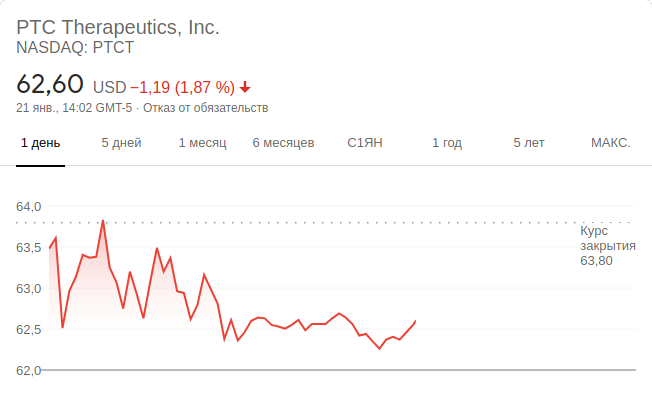 PTC Therapeutics, Inc.
NASDAQ: PTCT
62,60 USD −1,19 (1,87 %)
21 янв., 14:02 GMT-5 · Отказ от обязательств
1 день 5 дней 1 месяц 6 месяцев С1ЯН 1 год 5 лет МАКС.
64,0
Курс
закрытия
63,80
63,5
63,0
62,5
62,0